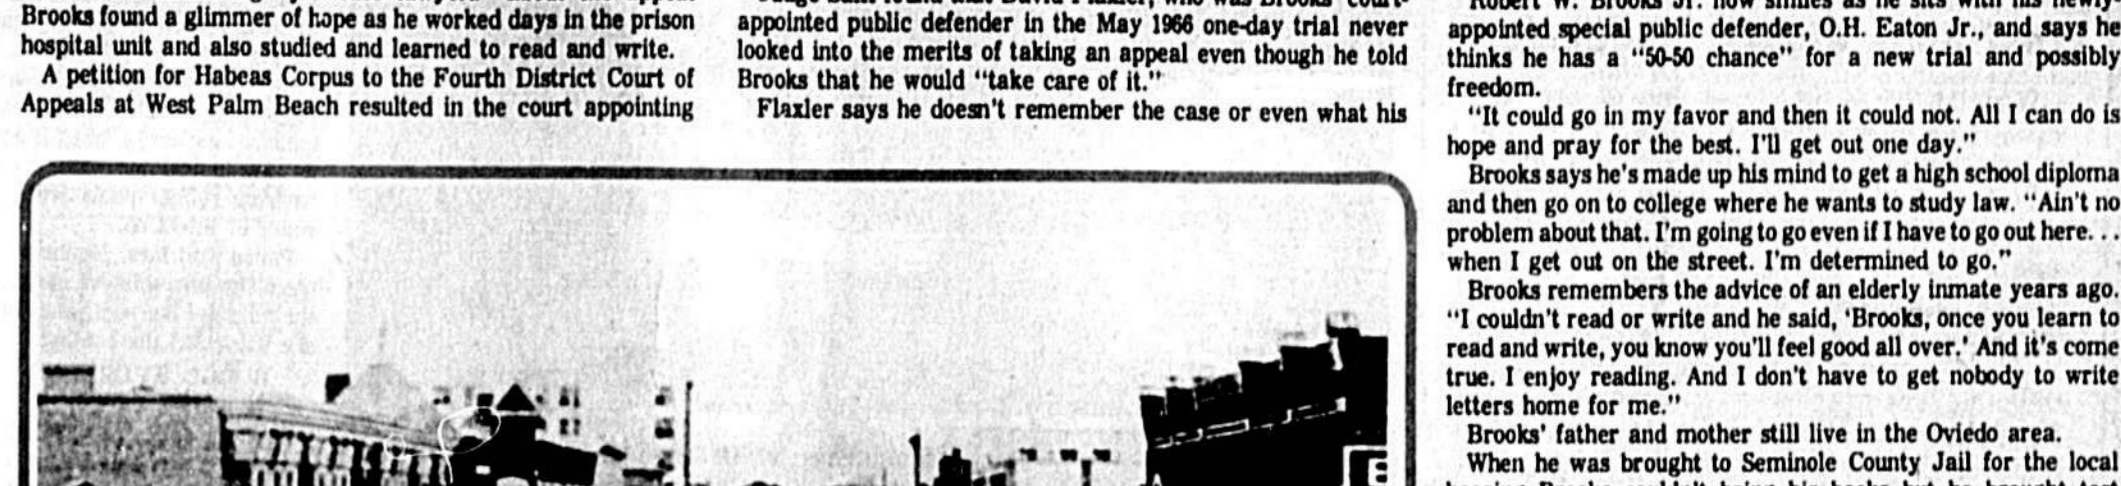 Brooks found a glimmer of hope as he worked days in the prison
hospital unit and also studied and learned to read and write.
A petition for Habeas Corpus to the Fourth District Court of
Appeals at West Palm Beach resulted in the court appointing
appointed public defender in the May 1966 one-day trial never
looked into the merits of taking an appeal even though he told
Brooks that he would "take care of it."
Flaxler says he doesn't remember the case or even what his
Robert W. Brooks Jr. now smiles as he sits with his newly-
appointed special public defender, O.H. Eaton Jr., and says he
thinks he has a "50-50 chance" for a new trial and possibly
freedom.
"It could go in my favor and then it could not. All I can do is
hope and pray for the best. I'll get out one day."
Brooks says he's made up his mind to get a high school diploma
and then go on to college where he wants to study law. "Ain't no
problem about that. I'm going to go even if I have to go out here. . .
when I get out on the street. I'm determined to go."
Brooks remembers the advice of an elderly inmate years ago.
"I couldn't read or write and he said, 'Brooks, once you learn to
read and write, you know you'll feel good all over.' And it's come
true. I enjoy reading. And I don't have to get nobody to write
letters home for me."
Brooks' father and mother still live in the Oviedo area.
When he was brought to Seminole County Jail for the local